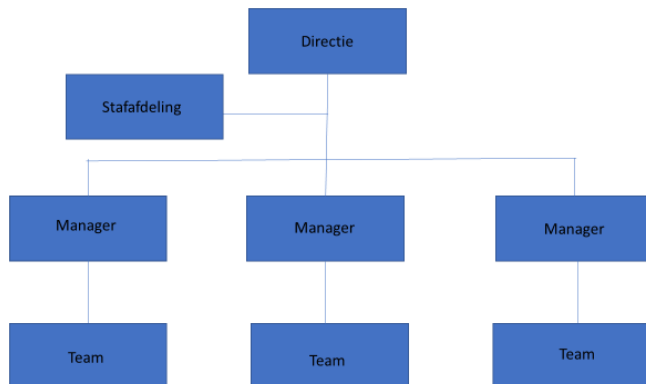 Directie
Stafafdeling
Manager
Manager
Manager
Team
Team
Team